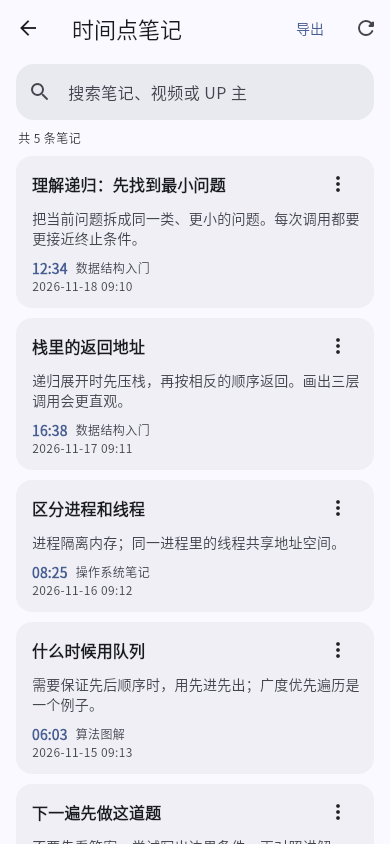 时间点笔记
导出
搜索笔记、视频或 UP 主
共 5 条笔记
理解递归：先找到最小问题
把当前问题拆成同一类、更小的问题。每次调用都要
更接近终止条件。
12:34 数据结构入门
2026-11-18 09:10
栈里的返回地址
递归展开时先压栈，再按相反的顺序返回。画出三层
调用会更直观。
16:38 数据结构入门
2026-11-17 09:11
区分进程和线程
进程隔离内存；同一进程里的线程共享地址空间。
08:25 操作系统笔记
2026-11-16 09:12
什么时候用队列
需要保证先后顺序时，用先进先出；广度优先遍历是
一个例子。
06:03 算法图解
2026-11-15 09:13
下一遍先做这道题